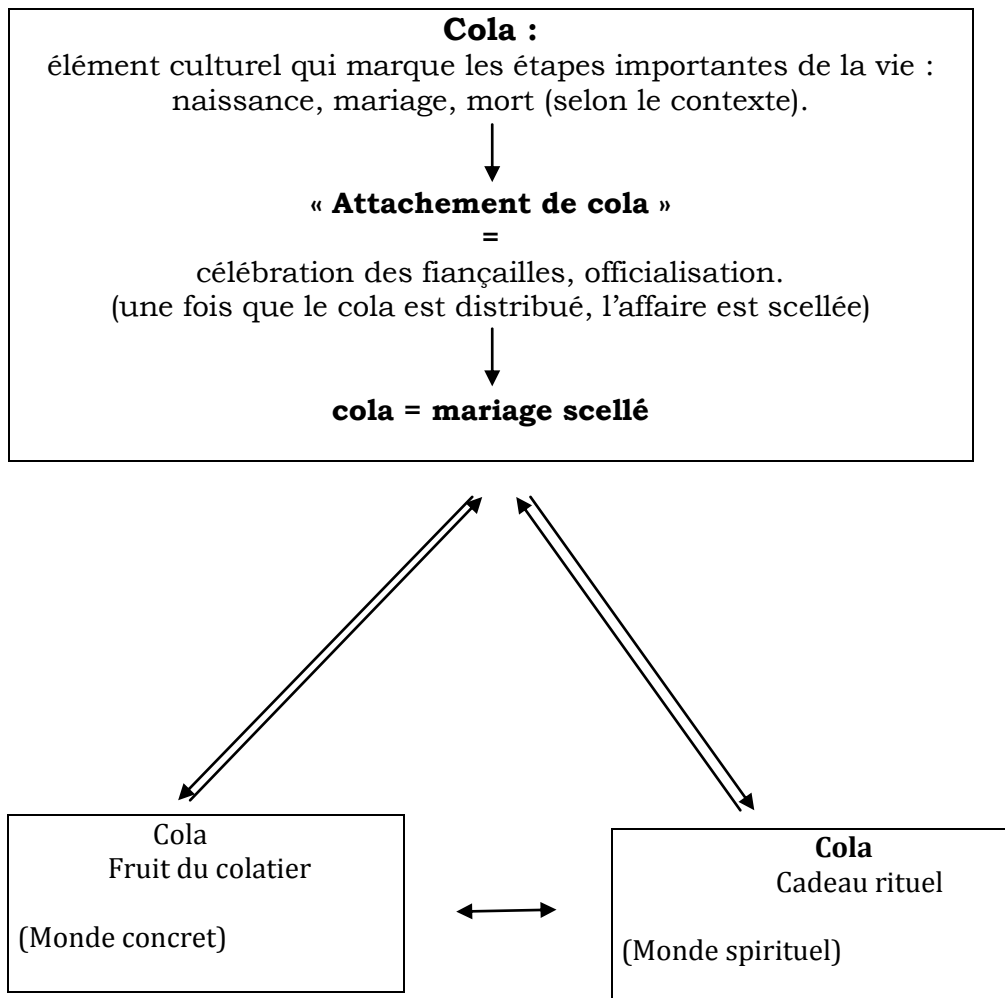 Cola :
élément culturel qui marque les étapes importantes de la vie :
naissance, mariage, mort (selon le contexte).
« Attachement de cola »
=
célébration des fiançailles, officialisation.
(une fois que le cola est distribué, l’affaire est scellée)
cola = mariage scellé
Cola
Fruit du colatier
(Monde concret)
Cola
Cadeau rituel
(Monde spirituel)